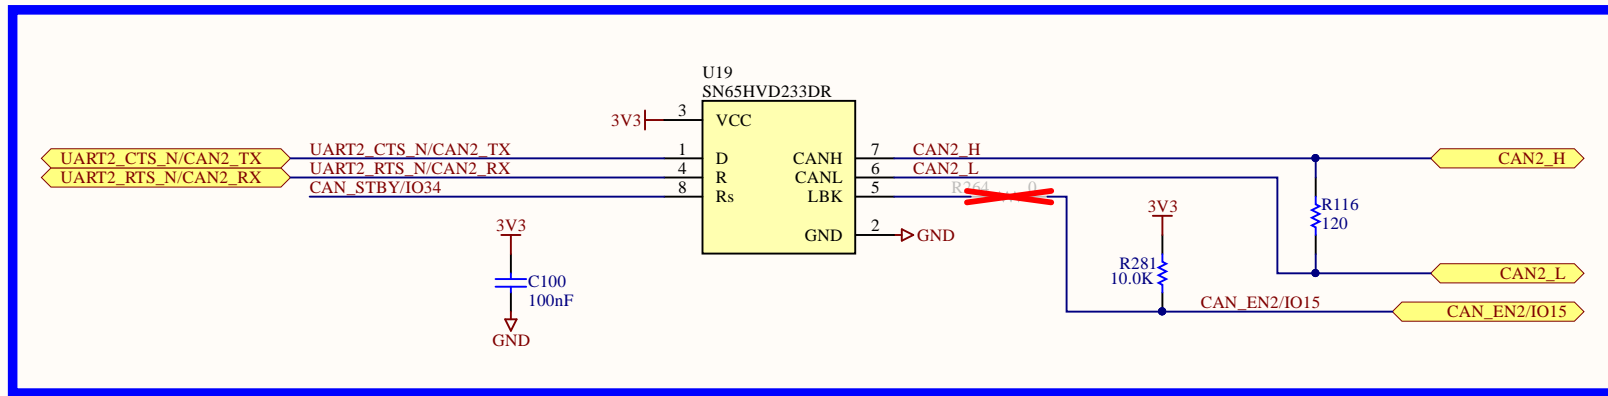 U19
SN65HVD233DR
3V3
3
VCC
UART2_CTS_N/CAN2_TX
UART2_CTS_N/CAN2_TX
1
D
CANH
7
CAN2_H
CAN2_H
UART2_RTS_N/CAN2_RX
UART2_RTS_N/CAN2_RX
4
R
CANL
6
CAN2_L
CAN_STBY/IO34
8
Rs
LBK
5
R264
0
GND
2
GND
3V3
C100
100nF
GND
3V3
R281
10.0K
R116
120
CAN2_L
CAN_EN2/IO15
CAN_EN2/IO15